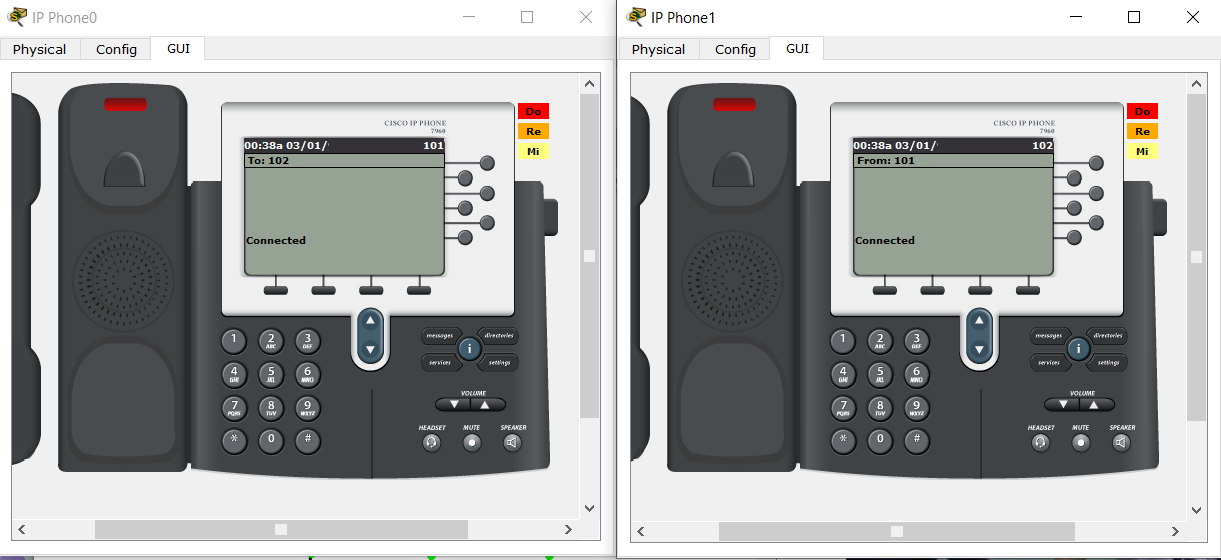 IP Phone0
Physical Config GUI
CISCO IP PHONE
7960
Do
Re
Mi
00:38a 03/01/ 101
To: 102
Connected
1 2 3
ABC DEF
4 5 6
GHI JKL MNO
7 8 9
PQRS TUV WXYZ
* 0 #
messages directories
i
services settings
VOLUME
HEADSET MUTE SPEAKER
IP Phone1
Physical Config GUI
CISCO IP PHONE
7960
Do
Re
Mi
00:38a 03/01/ 102
From: 101
Connected
1 2 3
ABC DEF
4 5 6
GHI JKL MNO
7 8 9
PQRS TUV WXYZ
* 0 #
messages directories
i
services settings
VOLUME
HEADSET MUTE SPEAKER